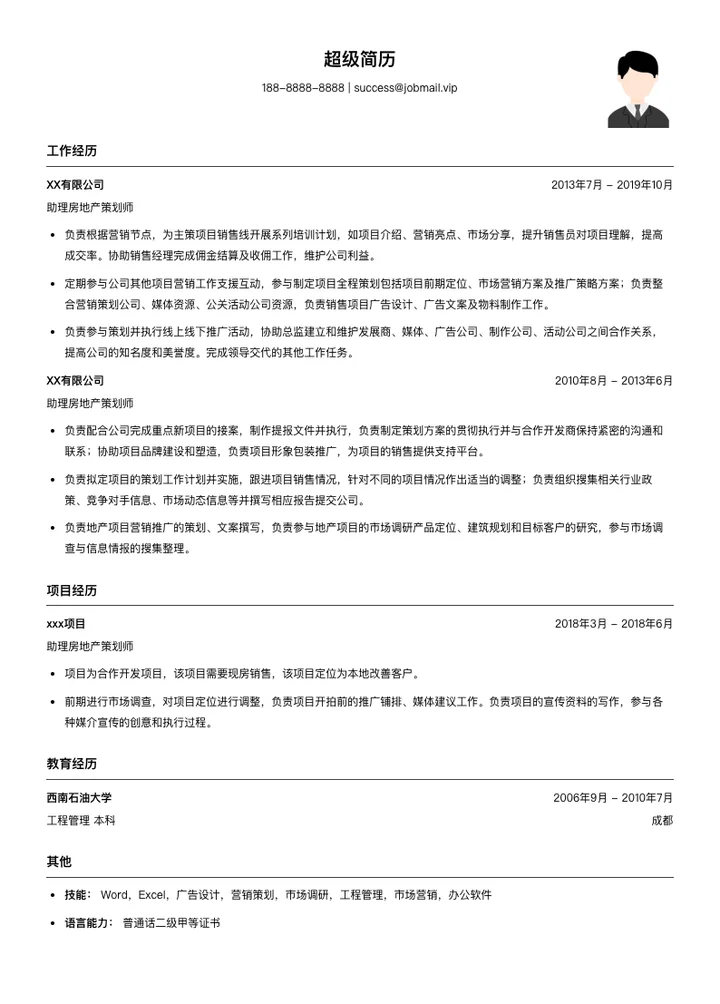 超级简历
188-8888-8888 | success@jobmail.vip
工作经历
XX有限公司 2013年7月 – 2019年10月
助理房地产策划师
• 负责根据营销节点，为主策项目销售线开展系列培训计划，如项目介绍、营销亮点、市场分享，提升销售员对项目理解，提高
成交率。协助销售经理完成佣金结算及收佣工作，维护公司利益。
• 定期参与公司其他项目营销工作支援互动，参与制定项目全程策划包括项目前期定位、市场营销方案及推广策略方案；负责整
合营销策划公司、媒体资源、公关活动公司资源，负责销售项目广告设计、广告文案及物料制作工作。
• 负责参与策划并执行线上线下推广活动，协助总监建立和维护发展商、媒体、广告公司、制作公司、活动公司之间合作关系，
提高公司的知名度和美誉度。完成领导交代的其他工作任务。
XX有限公司 2010年8月 – 2013年6月
助理房地产策划师
• 负责配合公司完成重点新项目的接案，制作提报文件并执行，负责制定策划方案的贯彻执行并与合作开发商保持紧密的沟通和
联系；协助项目品牌建设和塑造，负责项目形象包装推广，为项目的销售提供支持平台。
• 负责拟定项目的策划工作计划并实施，跟进项目销售情况，针对不同的项目情况作出适当的调整；负责组织搜集相关行业政
策、竞争对手信息、市场动态信息等并撰写相应报告提交公司。
• 负责地产项目营销推广的策划、文案撰写，负责参与地产项目的市场调研产品定位、建筑规划和目标客户的研究，参与市场调
查与信息情报的搜集整理。
项目经历
xxx项目 2018年3月 – 2018年6月
助理房地产策划师
• 项目为合作开发项目，该项目需要现房销售，该项目定位为本地改善客户。
• 前期进行市场调查，对项目定位进行调整，负责项目开拍前的推广铺排、媒体建议工作。负责项目的宣传资料的写作，参与各
种媒介宣传的创意和执行过程。
教育经历
西南石油大学 2006年9月 – 2010年7月
工程管理 本科 成都
其他
• 技能： Word，Excel，广告设计，营销策划，市场调研，工程管理，市场营销，办公软件
• 语言能力： 普通话二级甲等证书